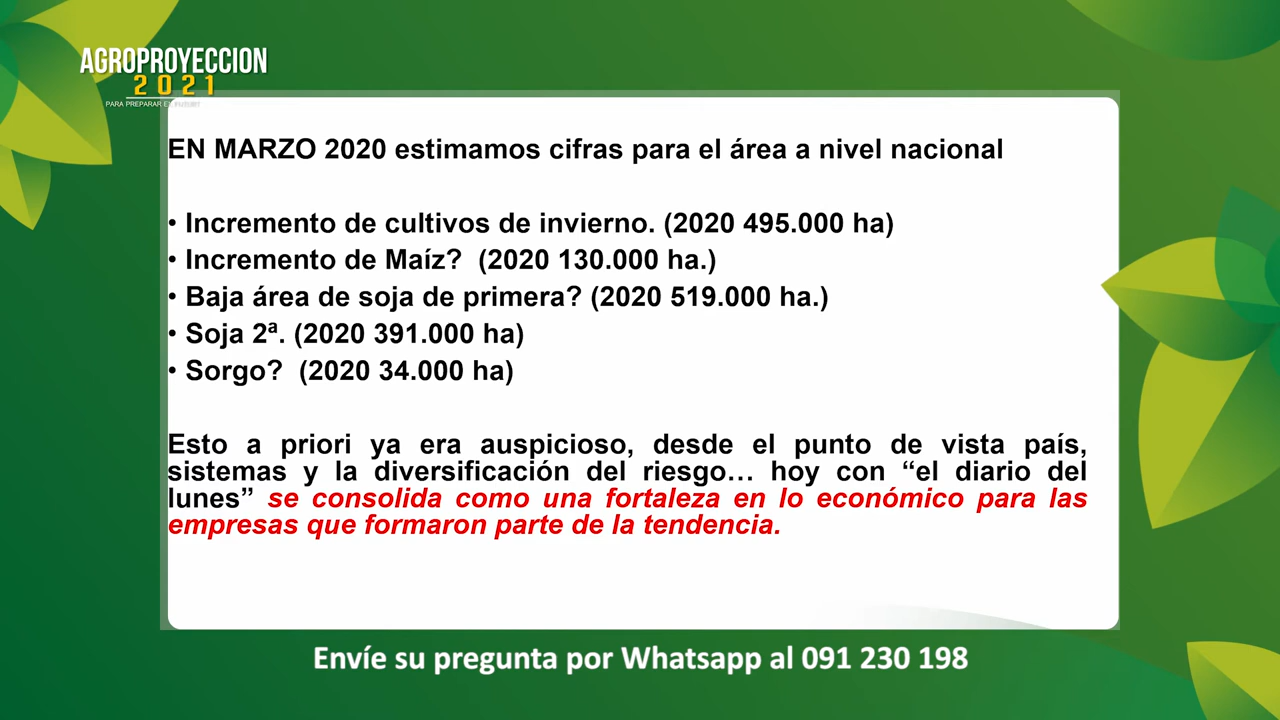 AGROPROYECCION
2021
PARA PREPARAR
EN MARZO 2020 estimamos cifras para el área a nivel nacional
• Incremento de cultivos de invierno. (2020 495.000 ha)
• Incremento de Maíz? (2020 130.000 ha.)
• Baja área de soja de primera? (2020 519.000 ha.)
• Soja 2ª. (2020 391.000 ha)
• Sorgo? (2020 34.000 ha)
Esto a priori ya era auspicioso, desde el punto de vista país,
sistemas y la diversificación del riesgo… hoy con “el diario del
lunes” se consolida como una fortaleza en lo económico para las
empresas que formaron parte de la tendencia.
Envíe su pregunta por Whatsapp al 091 230 198